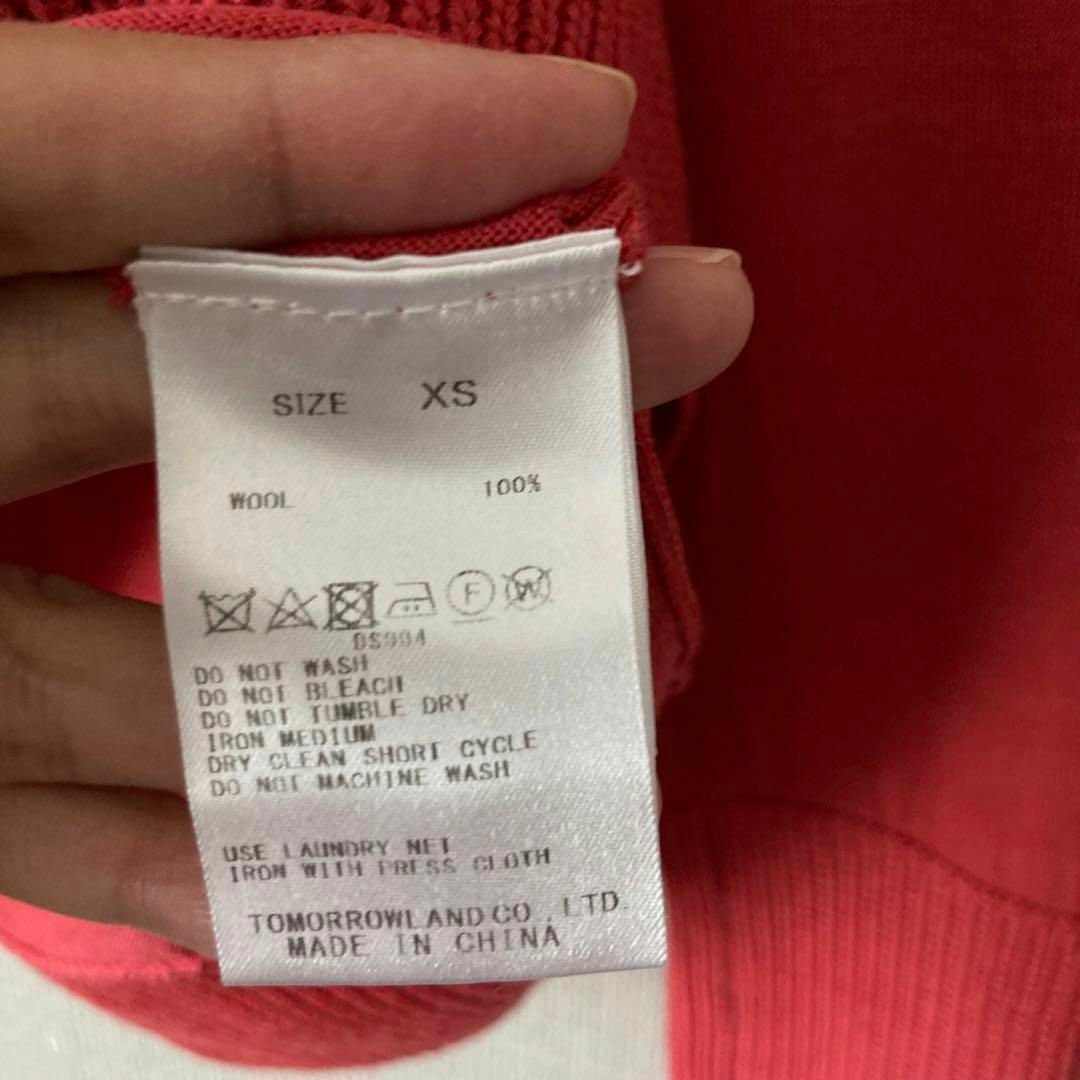 SIZE XS
WOOL 100%
F W
DS004
DO NOT WASH
DO NOT BLEACH
DO NOT TUMBLE DRY
IRON MEDIUM
DRY CLEAN SHORT CYCLE
DO NOT MACHINE WASH
USE LAUNDRY NET
IRON WITH PRESS CLOTH
TOMORROWLAND CO., LTD.
MADE IN CHINA